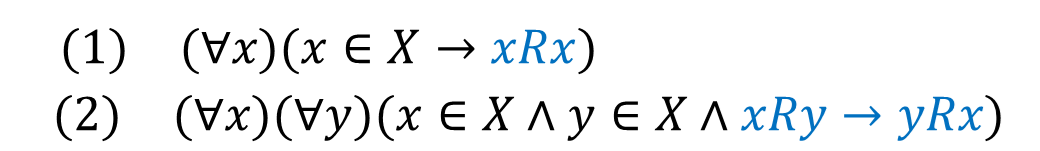 (1) (∀x)(x ∈ X → xRx)
(2) (∀x)(∀y)(x ∈ X ∧ y ∈ X ∧ xRy → yRx)